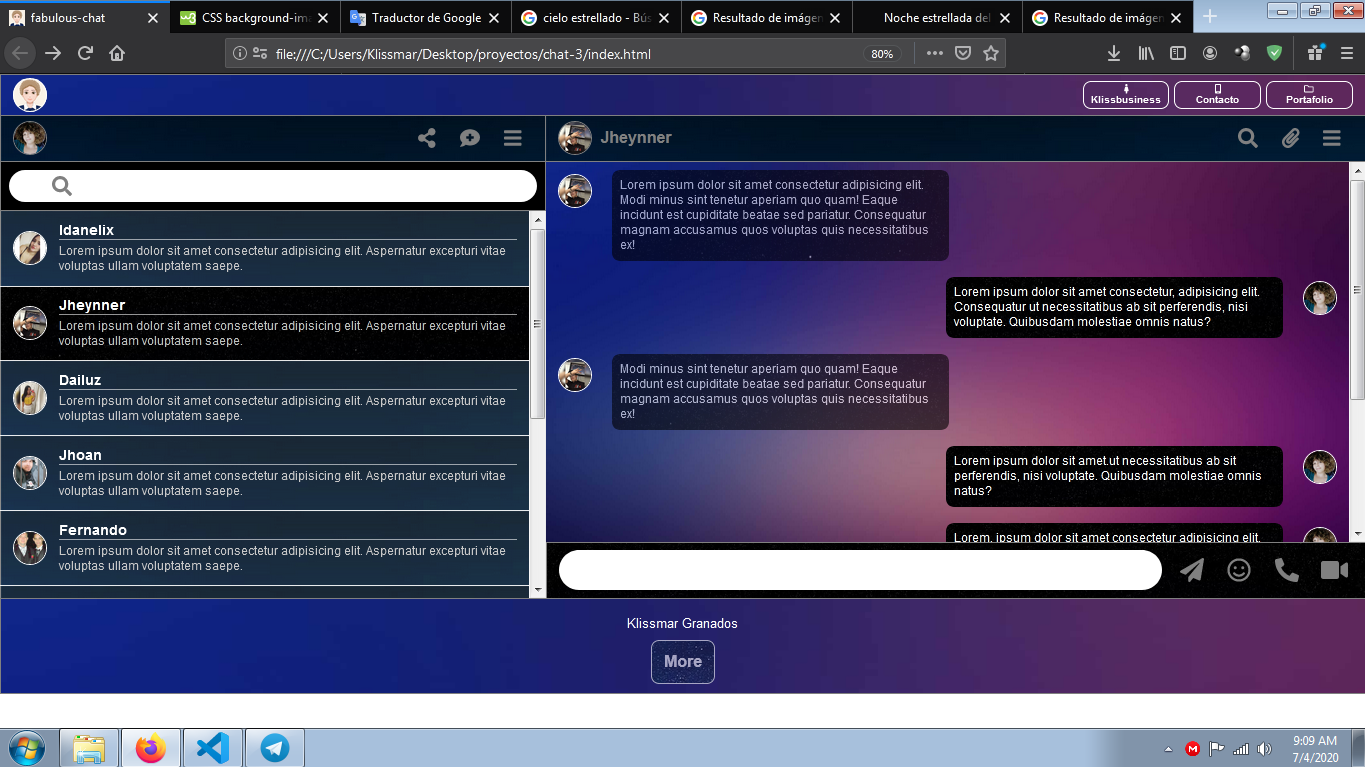 fabulous-chat
CSS background-im
Traductor de Google
cielo estrellado - Bús
Resultado de imágen
Noche estrellada del
Resultado de imágen
file:///C:/Users/Klissmar/Desktop/proyectos/chat-3/index.html
80%
Klissbusiness
Contacto
Portafolio
Jheynner
Idanelix
Lorem ipsum dolor sit amet consectetur adipisicing elit. Aspernatur excepturi vitae
voluptas ullam voluptatem saepe.
Jheynner
Lorem ipsum dolor sit amet consectetur adipisicing elit. Aspernatur excepturi vitae
voluptas ullam voluptatem saepe.
Dailuz
Lorem ipsum dolor sit amet consectetur adipisicing elit. Aspernatur excepturi vitae
voluptas ullam voluptatem saepe.
Jhoan
Lorem ipsum dolor sit amet consectetur adipisicing elit. Aspernatur excepturi vitae
voluptas ullam voluptatem saepe.
Fernando
Lorem ipsum dolor sit amet consectetur adipisicing elit. Aspernatur excepturi vitae
voluptas ullam voluptatem saepe.
Lorem ipsum dolor sit amet consectetur adipisicing elit.
Modi minus sint tenetur aperiam quo quam! Eaque
incidunt est cupiditate beatae sed pariatur. Consequatur
magnam accusamus quos voluptas quis necessitatibus
ex!
Lorem ipsum dolor sit amet consectetur, adipisicing elit.
Consequatur ut necessitatibus ab sit perferendis, nisi
voluptate. Quibusdam molestiae omnis natus?
Modi minus sint tenetur aperiam quo quam! Eaque
incidunt est cupiditate beatae sed pariatur. Consequatur
magnam accusamus quos voluptas quis necessitatibus
ex!
Lorem ipsum dolor sit amet.ut necessitatibus ab sit
perferendis, nisi voluptate. Quibusdam molestiae omnis
natus?
Lorem, ipsum dolor sit amet consectetur adipisicing elit.
Klissmar Granados
More
9:09 AM
7/4/2020